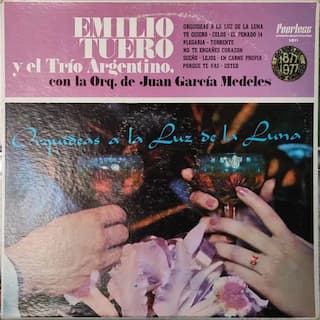 EMILIO
TUERO
y el Trío Argentino,
con la Orq. de Juan García Medeles
ORQUIDEAS A LA LUZ DE LA LUNA
TE QUIERO - CELOS - EL PENADO 14
PLEGARIA - TORRENTE
NO TE ENGAÑES CORAZON
SUEÑO - LEJOS - EN CARNE PROPIA
PORQUE TE VAS - USTED
Peerless
1877
1977
Orquideas a la Luz de la Luna